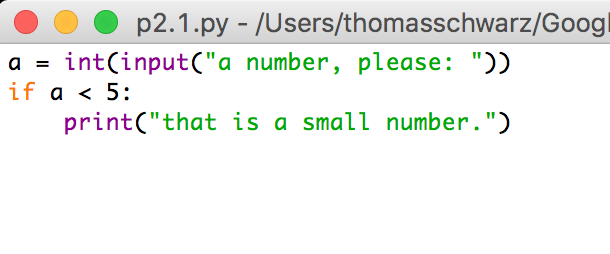 p2.1.py - /Users/thomasschwarz/Googl
a = int(input("a number, please: "))
if a < 5:
    print("that is a small number.")